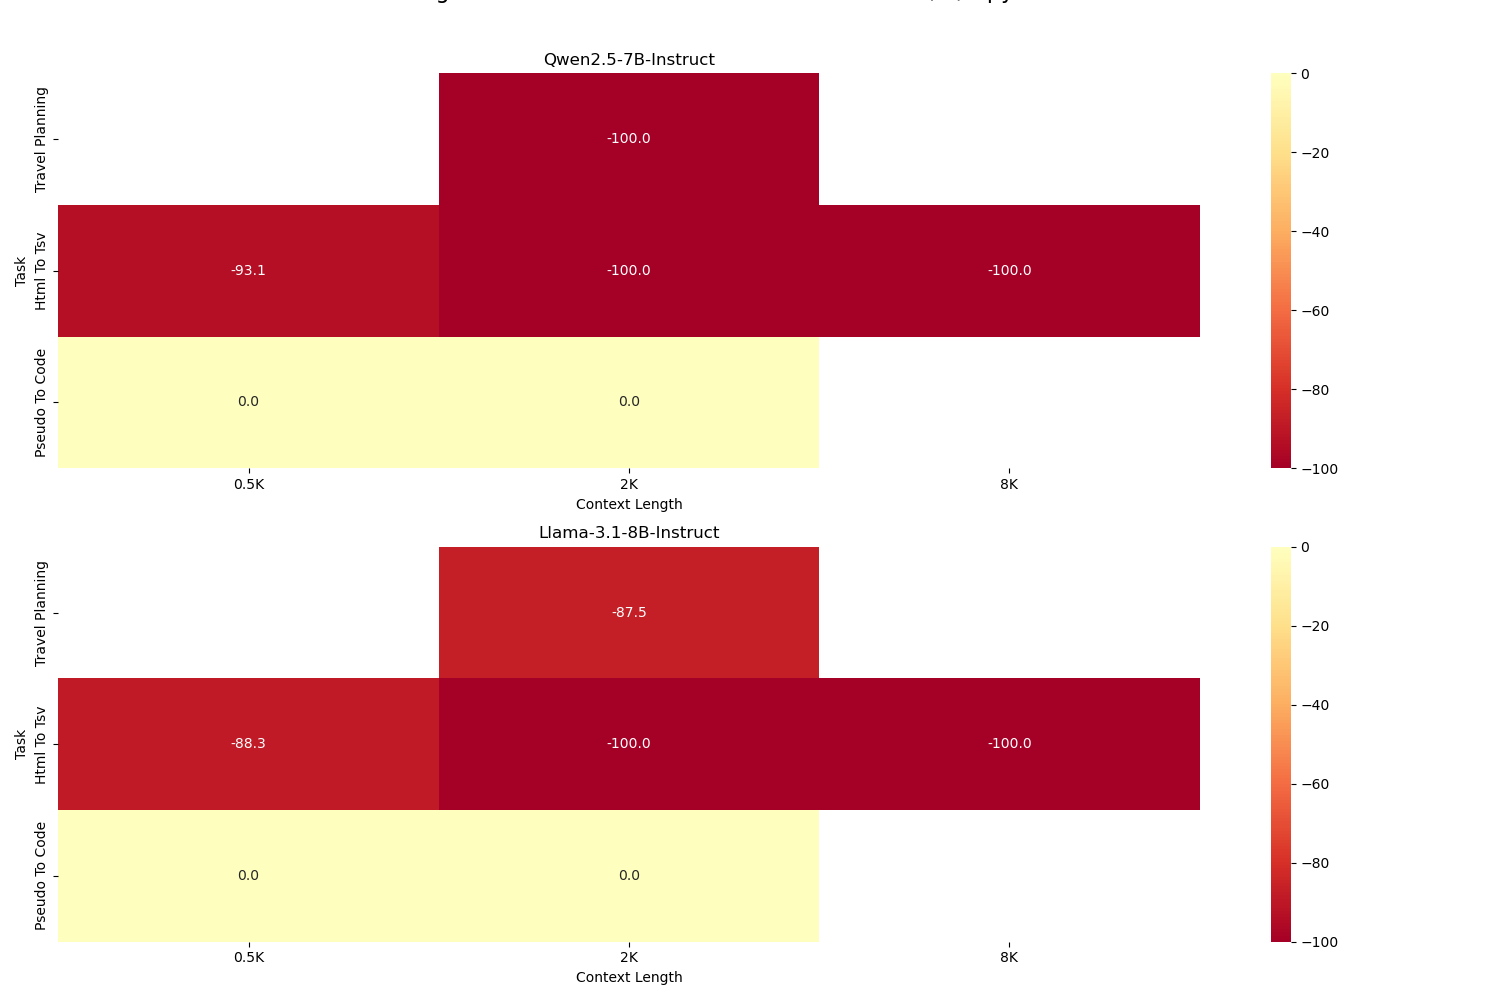 Qwen2.5-7B-Instruct
Task
Travel Planning
Html To Tsv
Pseudo To Code
-100.0
-93.1 -100.0 -100.0
0.0 0.0
0.5K 2K 8K
Context Length
0
−20
−40
−60
−80
−100
Llama-3.1-8B-Instruct
Task
Travel Planning
Html To Tsv
Pseudo To Code
-87.5
-88.3 -100.0 -100.0
0.0 0.0
0.5K 2K 8K
Context Length
0
−20
−40
−60
−80
−100